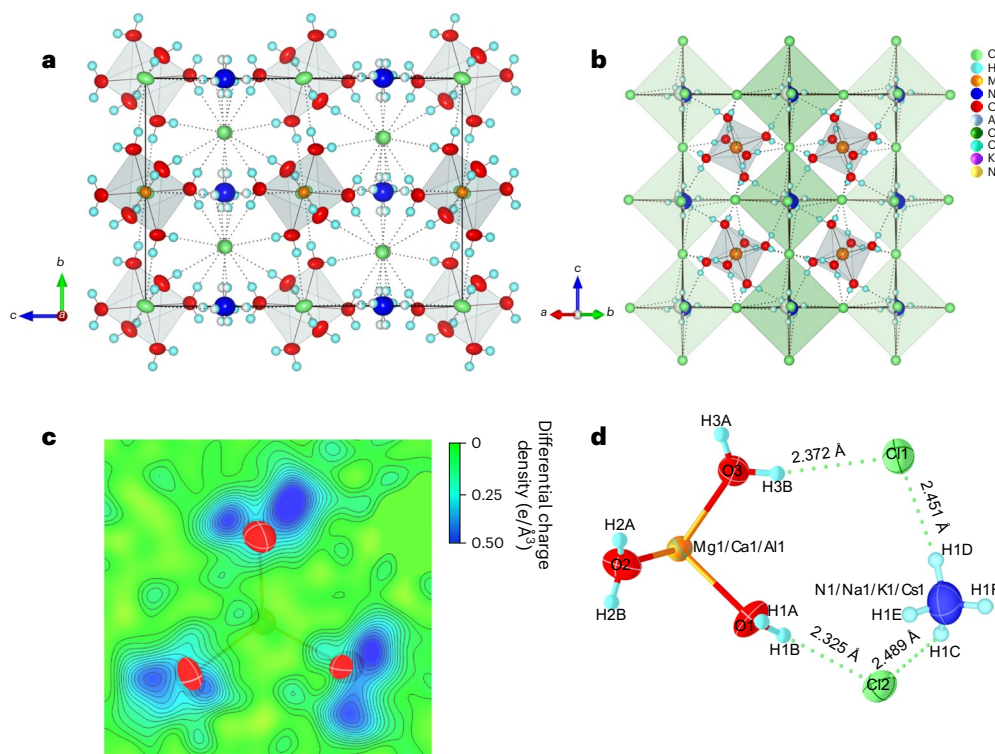 a
b
c
a
b
Cl
H
M
N
O
A
C
C
K
N
c
a
b
c
0
0.25
0.50
Differential charge
density (e/Å³)
d
H3A
O3
H3B
2.372 Å
Cl1
2.451 Å
H2A
O2
H2B
Mg1/Ca1/Al1
H1D
N1/Na1/K1/Cs1
H1E
H1F
H1C
O1
H1A
H1B
2.325 Å
2.489 Å
Cl2